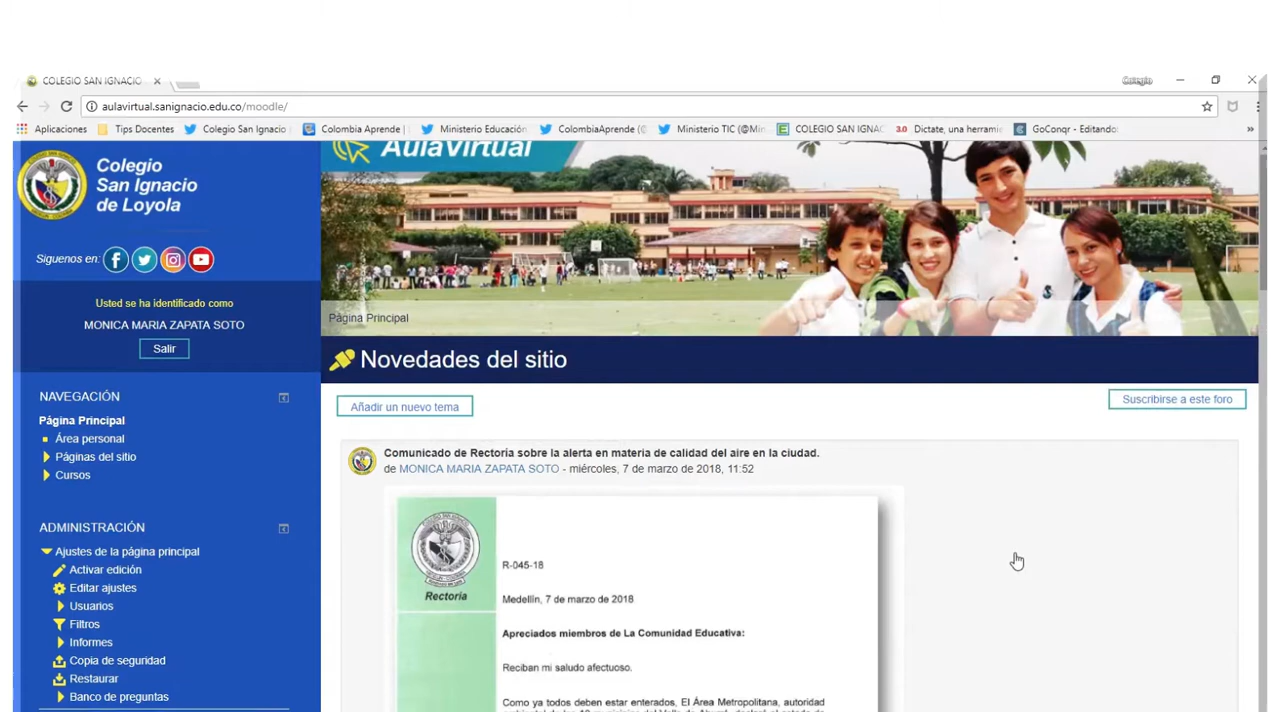 COLEGIO SAN IGNACIO
Colegio
aulavirtual.sanignacio.edu.co/moodle/
Aplicaciones
Tips Docentes
Colegio San Ignacio
Colombia Aprende |
Ministerio Educación
ColombiaAprende (@
Ministerio TIC (@Min
COLEGIO SAN IGNAC
3.0 Dictate, una herrami
GoConqr - Editando
»
Colegio
San Ignacio
de Loyola
AulaVirtual
Siguenos en:
Usted se ha identificado como
MONICA MARIA ZAPATA SOTO
Salir
Página Principal
Novedades del sitio
NAVEGACIÓN
Página Principal
Área personal
Páginas del sitio
Cursos
Añadir un nuevo tema
Suscribirse a este foro
Comunicado de Rectoría sobre la alerta en materia de calidad del aire en la ciudad.
de MONICA MARIA ZAPATA SOTO - miércoles, 7 de marzo de 2018, 11:52
ADMINISTRACIÓN
Ajustes de la página principal
Activar edición
Editar ajustes
Usuarios
Filtros
Informes
Copia de seguridad
Restaurar
Banco de preguntas
Rectoría
R-045-18
Medellín, 7 de marzo de 2018
Apreciados miembros de La Comunidad Educativa:
Reciban mi saludo afectuoso.
Como ya todos deben estar enterados, El Área Metropolitana, autoridad